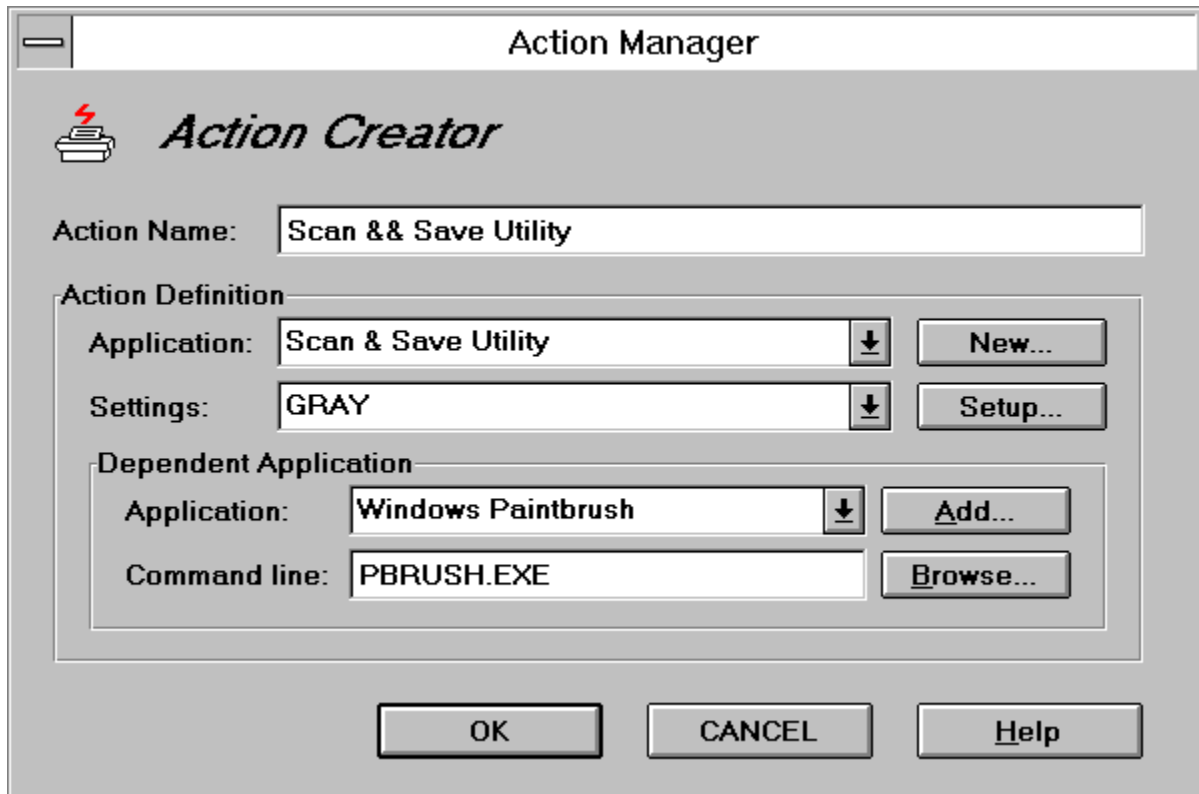 Action Manager
Action Creator
Action Name: Scan && Save Utility
Action Definition
Application: Scan & Save Utility New...
Settings: GRAY Setup...
Dependent Application
Application: Windows Paintbrush Add...
Command line: PBRUSH.EXE Browse...
OK CANCEL Help